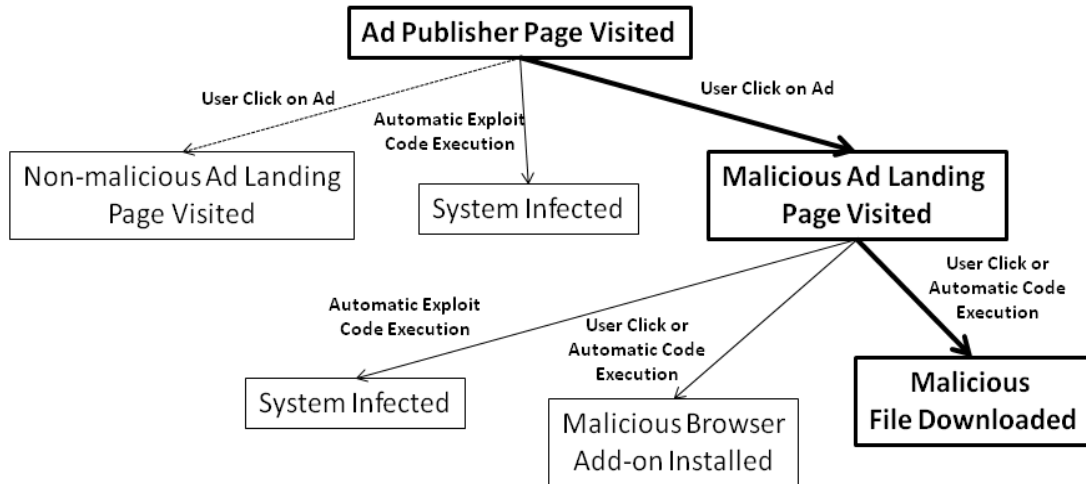 Ad Publisher Page Visited
User Click on Ad
Automatic Exploit
Code Execution
User Click on Ad
Non-malicious Ad Landing
Page Visited
System Infected
Malicious Ad Landing
Page Visited
Automatic Exploit
Code Execution
User Click or
Automatic Code
Execution
User Click or
Automatic Code
Execution
System Infected
Malicious Browser
Add-on Installed
Malicious
File Downloaded